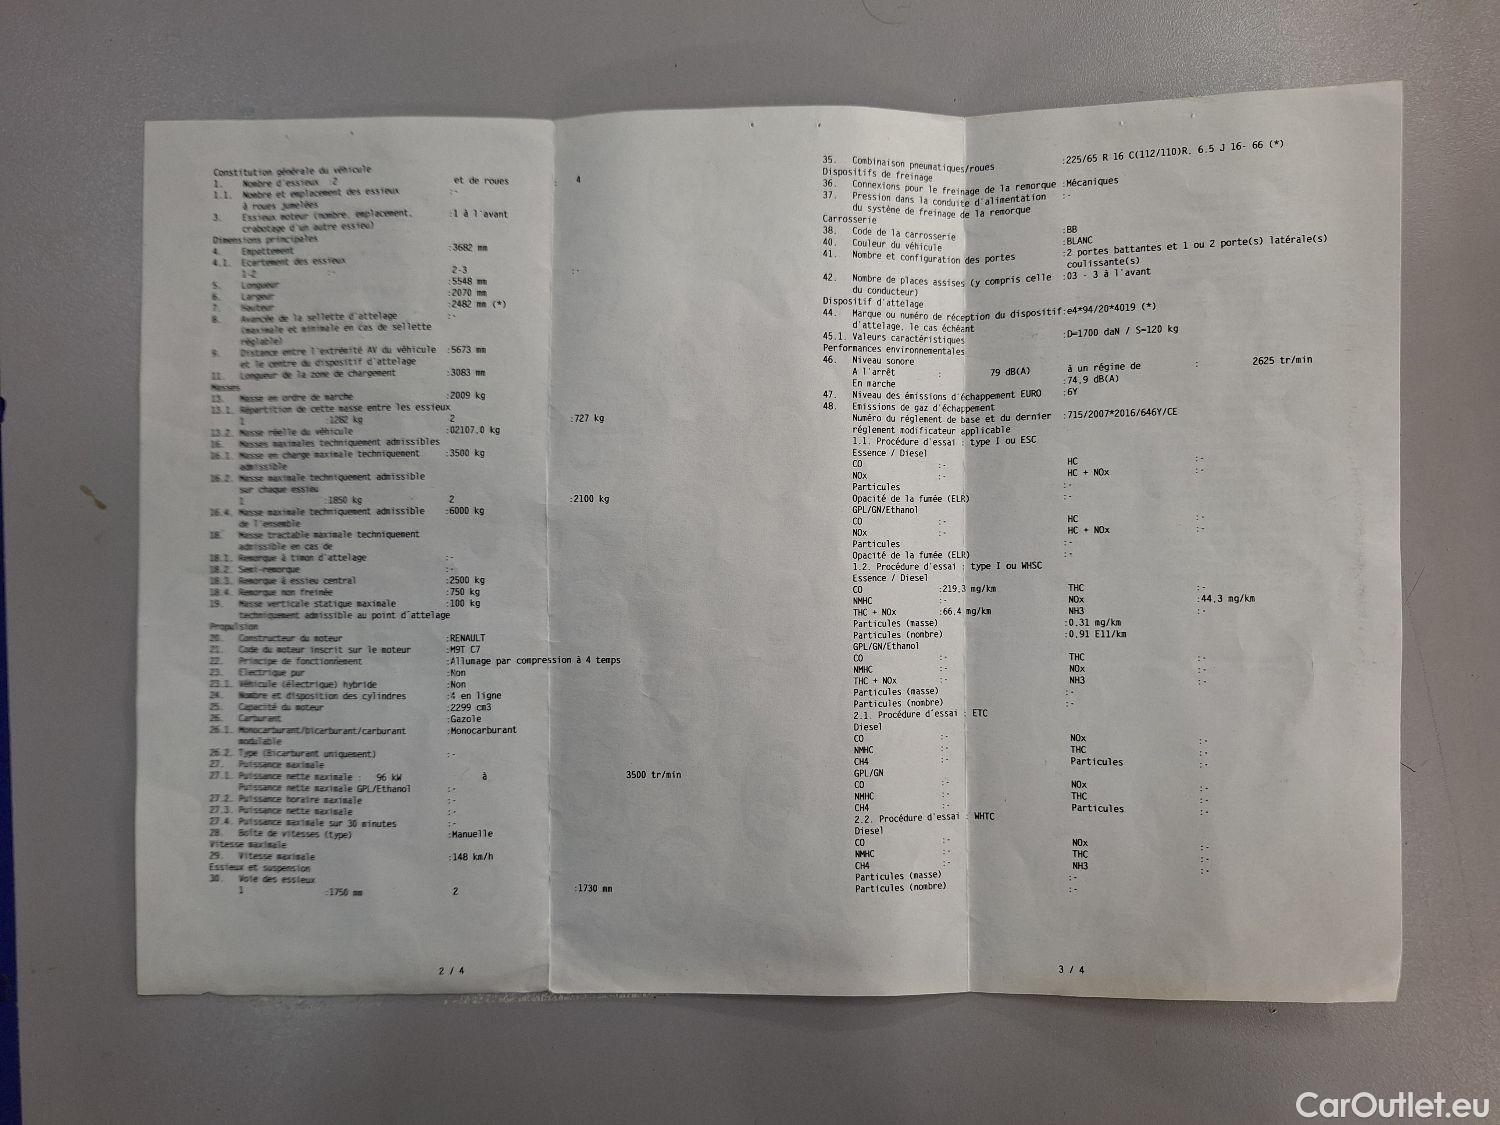 Constitution générale du véhicule
1. Nombre d'essieux :2 et de roues : 4
1.1. Nombre et emplacement des essieux :-
à roues jumelées
3. Essieux moteur (nombre, emplacement, :1 à l'avant
crabotage d'un autre essieu)
Dimensions principales
4. Empattement :3682 mm
4.1. Ecartement des essieux
1-2 :- 2-3 :-
5. Longueur :5548 mm
6. Largeur :2070 mm
7. Hauteur :2482 mm (*)
8. Avancée de la sellette d'attelage :-
(maximale et minimale en cas de sellette
réglable)
9. Distance entre l'extrémité AV du véhicule :5673 mm
et le centre du dispositif d'attelage
11. Longueur de la zone de chargement :3083 mm
Masses
13. Masse en ordre de marche :2009 kg
13.1. Répartition de cette masse entre les essieux
1 :1282 kg 2 :727 kg
13.2. Masse réelle du véhicule :02107,0 kg
16. Masses maximales techniquement admissibles
16.1. Masse en charge maximale techniquement :3500 kg
admissible
16.2. Masse maximale techniquement admissible
sur chaque essieu
1 :1850 kg 2 :2100 kg
16.4. Masse maximale techniquement admissible :6000 kg
de l'ensemble
18. Masse tractable maximale techniquement
admissible en cas de
18.1. Remorque à timon d'attelage :-
18.2. Semi-remorque :-
18.3. Remorque à essieu central :2500 kg
18.4. Remorque non freinée :750 kg
19. Masse verticale statique maximale :100 kg
techniquement admissible au point d'attelage
Propulsion
20. Constructeur du moteur :RENAULT
21. Code du moteur inscrit sur le moteur :M9T C7
22. Principe de fonctionnement :Allumage par compression à 4 temps
23. Electrique pur :Non
23.1. Véhicule (électrique) hybride :Non
24. Nombre et disposition des cylindres :4 en ligne
25. Capacité du moteur :2299 cm3
26. Carburant :Gazole
26.1. Monocarburant/bicarburant/carburant :Monocarburant
modulable
26.2. Type (Bicarburant uniquement) :-
27. Puissance maximale
27.1. Puissance nette maximale : 96 kW à 3500 tr/min
Puissance nette maximale GPL/Ethanol :-
27.2. Puissance horaire maximale :-
27.3. Puissance nette maximale :-
27.4. Puissance maximale sur 30 minutes :-
28. Boîte de vitesses (type) :Manuelle
Vitesse maximale
29. Vitesse maximale :148 km/h
Essieux et suspension
30. Voie des essieux
1 :1750 mm 2 :1730 mm
2 / 4
35. Combinaison pneumatiques/roues :225/65 R 16 C(112/110)R. 6.5 J 16- 66 (*)
Dispositifs de freinage
36. Connexions pour le freinage de la remorque :Mécaniques
37. Pression dans la conduite d'alimentation :-
du système de freinage de la remorque
Carrosserie
38. Code de la carrosserie :BB
40. Couleur du véhicule :BLANC
41. Nombre et configuration des portes :2 portes battantes et 1 ou 2 porte(s) latérale(s)
coulissante(s)
42. Nombre de places assises (y compris celle :03 - 3 à l'avant
du conducteur)
Dispositif d'attelage
44. Marque ou numéro de réception du dispositif:e4*94/20*4019 (*)
d'attelage, le cas échéant
45.1. Valeurs caractéristiques :D=1700 daN / S=120 kg
Performances environnementales
46. Niveau sonore
A l'arrêt : 79 dB(A) à un régime de : 2625 tr/min
En marche :74,9 dB(A)
47. Niveau des émissions d'échappement EURO :6Y
48. Emissions de gaz d'échappement
Numéro du réglement de base et du dernier :715/2007*2016/646Y/CE
réglement modificateur applicable
1.1. Procédure d'essai : type I ou ESC
Essence / Diesel
CO :- HC :-
NOx :- HC + NOx :-
Particules :-
Opacité de la fumée (ELR) :-
GPL/GN/Ethanol
CO :- HC :-
NOx :- HC + NOx :-
Particules :-
Opacité de la fumée (ELR) :-
1.2. Procédure d'essai : type I ou WHSC
Essence / Diesel
CO :219,3 mg/km THC :-
NMHC :- NOx :44,3 mg/km
THC + NOx :66,4 mg/km NH3 :-
Particules (masse) :0.31 mg/km
Particules (nombre) :0,91 E11/km
GPL/GN/Ethanol
CO :- THC :-
NMHC :- NOx :-
THC + NOx :- NH3 :-
Particules (masse) :-
Particules (nombre) :-
2.1. Procédure d'essai : ETC
Diesel
CO :- NOx :-
NMHC :- THC :-
CH4 :- Particules :-
GPL/GN
CO :- NOx :-
NMHC :- THC :-
CH4 :- Particules :-
2.2. Procédure d'essai : WHTC
Diesel
CO :- NOx :-
NMHC :- THC :-
CH4 :- NH3 :-
Particules (masse) :-
Particules (nombre) :-
3 / 4
CarOutlet.eu